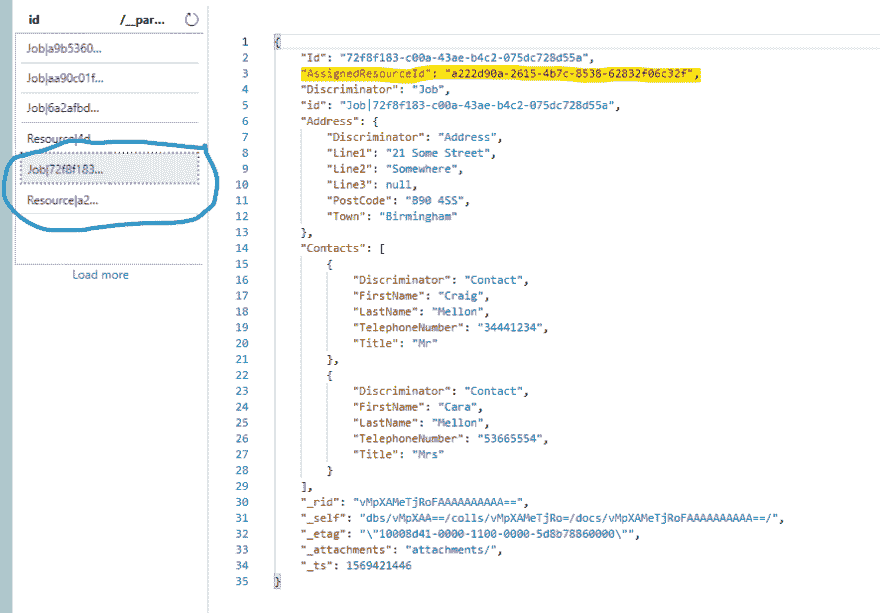 id /__par...
Job|a9b5360...
Job|aa90c01f...
Job|6a2afbd...
Resource|4d...
Job|72f8f183...
Resource|a2...
Load more
1 {
2 "Id": "72f8f183-c00a-43ae-b4c2-075dc728d55a",
3 "AssignedResourceId": "a222d90a-2615-4b7c-8538-62832f06c32f",
4 "Discriminator": "Job",
5 "id": "Job|72f8f183-c00a-43ae-b4c2-075dc728d55a",
6 "Address": {
7 "Discriminator": "Address",
8 "Line1": "21 Some Street",
9 "Line2": "Somewhere",
10 "Line3": null,
11 "PostCode": "B90 4SS",
12 "Town": "Birmingham"
13 },
14 "Contacts": [
15 {
16 "Discriminator": "Contact",
17 "FirstName": "Craig",
18 "LastName": "Mellon",
19 "TelephoneNumber": "34441234",
20 "Title": "Mr"
21 },
22 {
23 "Discriminator": "Contact",
24 "FirstName": "Cara",
25 "LastName": "Mellon",
26 "TelephoneNumber": "53665554",
27 "Title": "Mrs"
28 }
29 ],
30 "_rid": "vMpXAMeTjRoFAAAAAAAAAA==",
31 "_self": "dbs/vMpXAA==/colls/vMpXAMeTjRo=/docs/vMpXAMeTjRoFAAAAAAAAAA==/",
32 "_etag": "\"10008d41-0000-1100-0000-5d8b78860000\"",
33 "_attachments": "attachments/",
34 "_ts": 1569421446
35 }